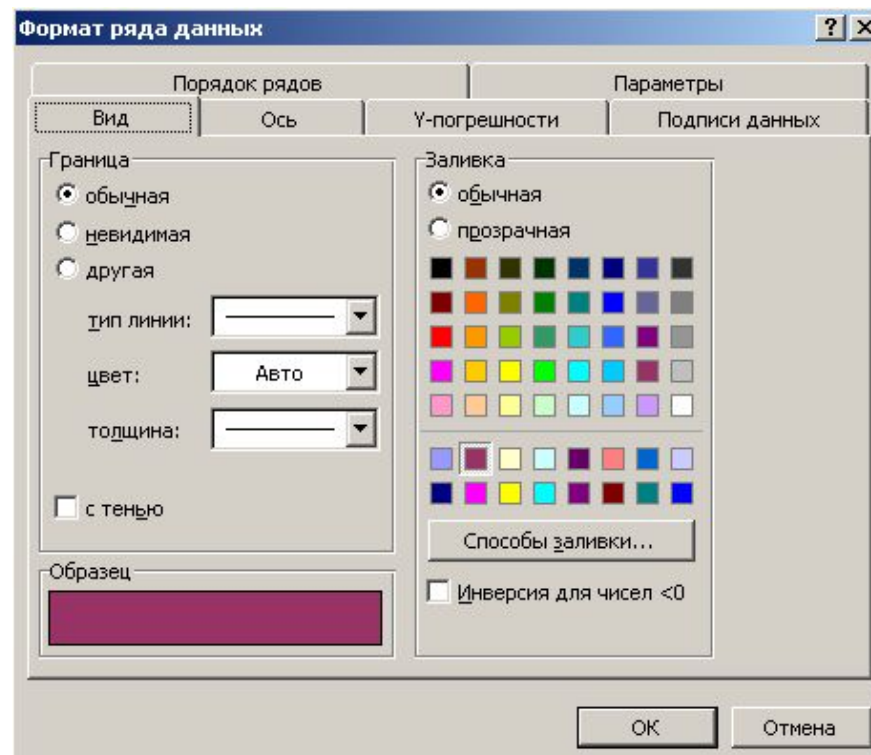 Формат ряда данных
Порядок рядов
Параметры
Вид
Ось
Y-погрешности
Подписи данных
Граница
обычная
невидимая
другая
тип линии:
цвет:
Авто
толщина:
с тенью
Образец
Заливка
обычная
прозрачная
Способы заливки...
Инверсия для чисел <0
OK
Отмена